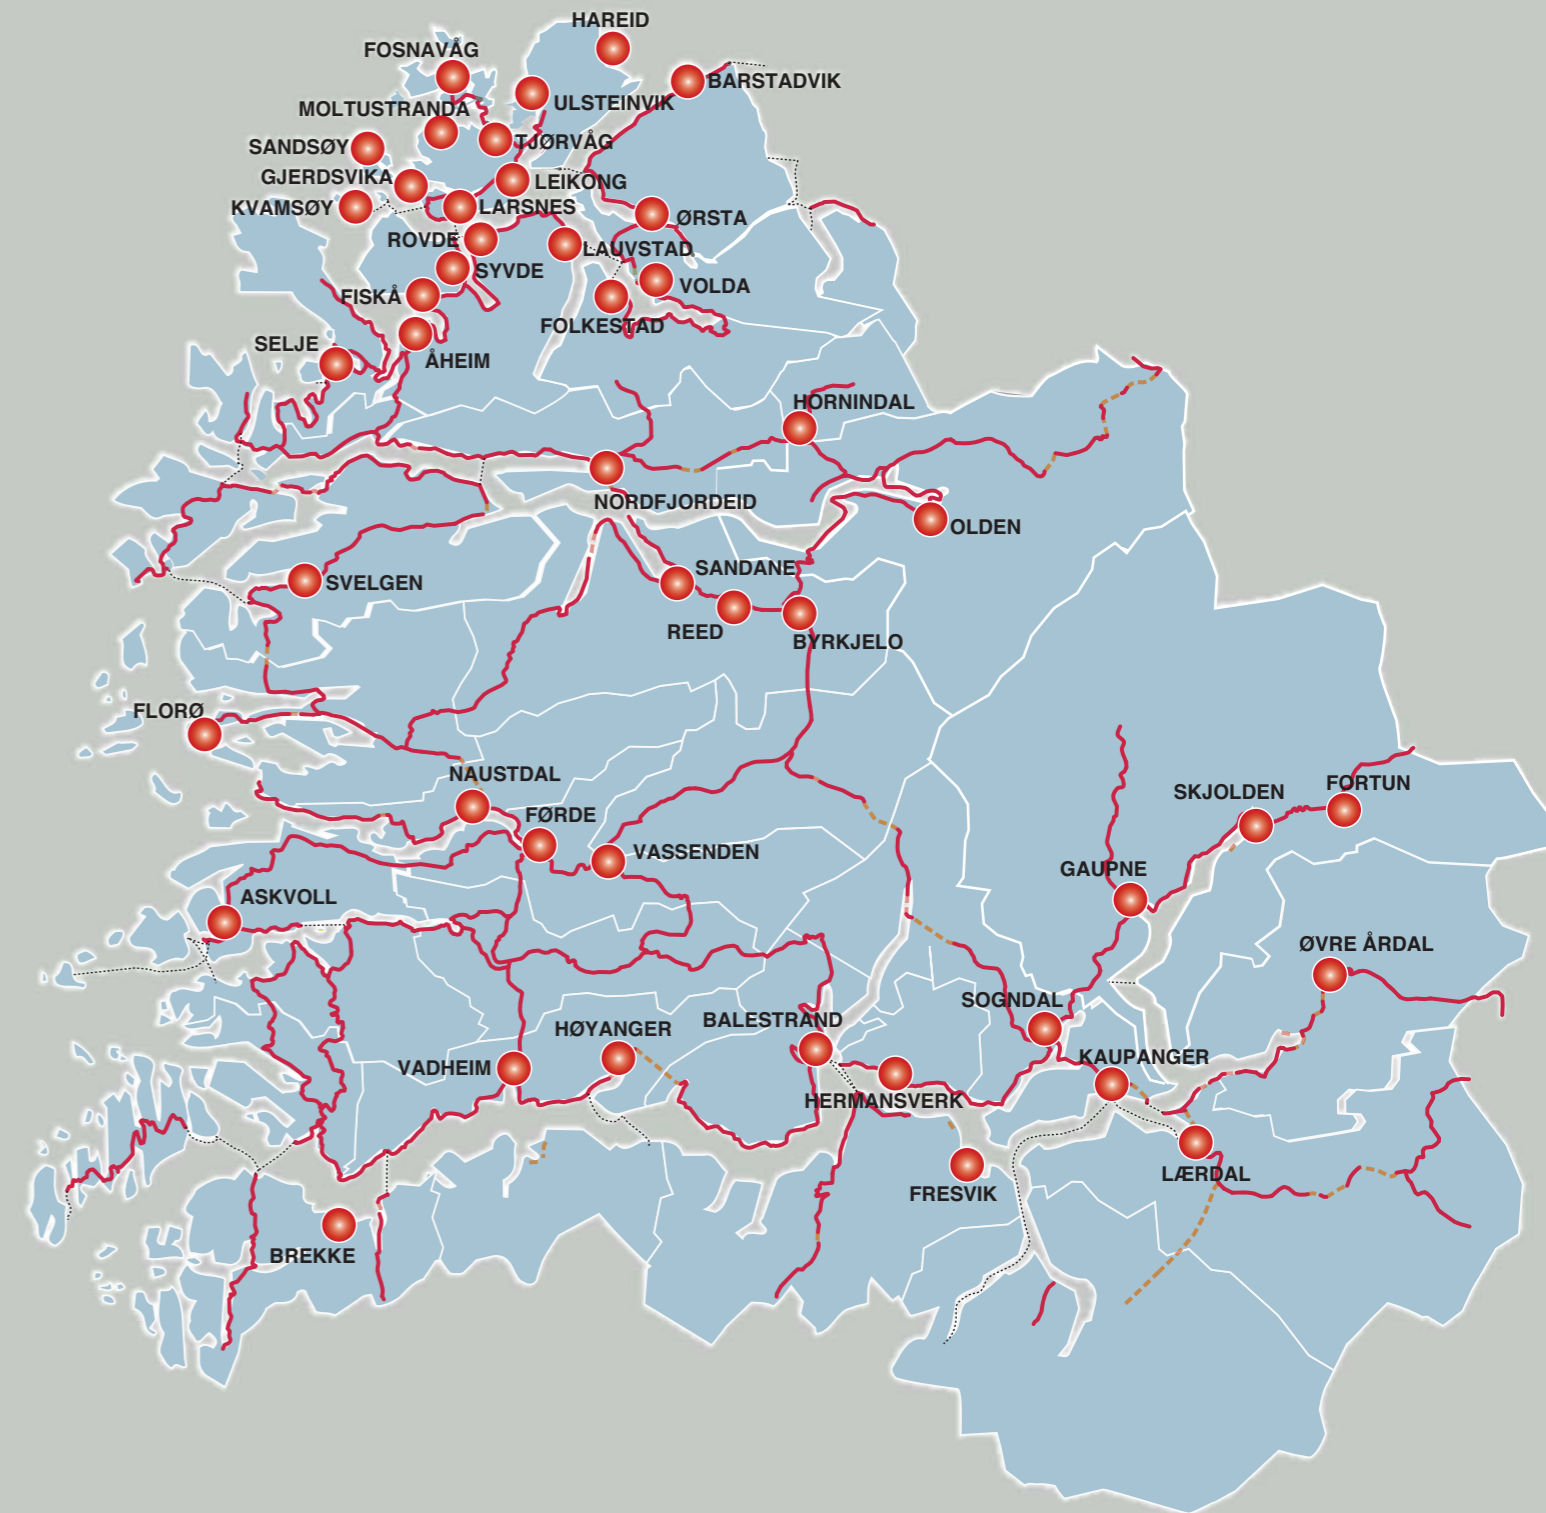 HAREID
FOSNAVÅG
BARSTADVIK
ULSTEINVIK
MOLTUSTRANDA
TJØRVÅG
SANDSØY
GJERDSVIKA
LEIKONG
KVAMSØY
LARSNES
ØRSTA
ROVDE
LAUVSTAD
SYVDE
VOLDA
FISKÅ
FOLKESTAD
SELJE
ÅHEIM
HORNINDAL
NORDFJORDEID
OLDEN
SANDANE
SVELGEN
REED
BYRKJELO
FLORØ
NAUSTDAL
FORTUN
SKJOLDEN
FØRDE
VASSENDEN
GAUPNE
ASKVOLL
ØVRE ÅRDAL
SOGNDAL
BALESTRAND
HØYANGER
KAUPANGER
VADHEIM
HERMANSVERK
LÆRDAL
FRESVIK
BREKKE